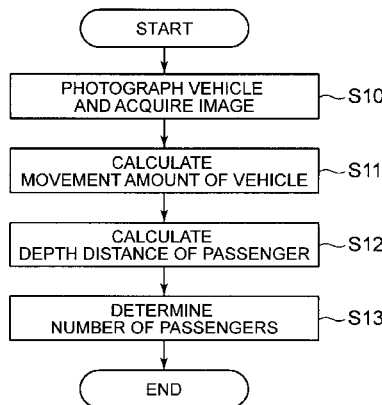 START
PHOTOGRAPH VEHICLE
AND ACQUIRE IMAGE
S10
CALCULATE
MOVEMENT AMOUNT OF VEHICLE
S11
CALCULATE
DEPTH DISTANCE OF PASSENGER
S12
DETERMINE
NUMBER OF PASSENGERS
S13
END